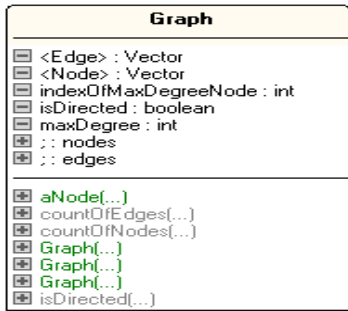 Graph
<Edge> : Vector
<Node> : Vector
indexOfMaxDegreeNode : int
isDirected : boolean
maxDegree : int
; : nodes
; : edges
aNode(...)
countOfEdges(...)
countOfNodes(...)
Graph(...)
Graph(...)
Graph(...)
isDirected(...)